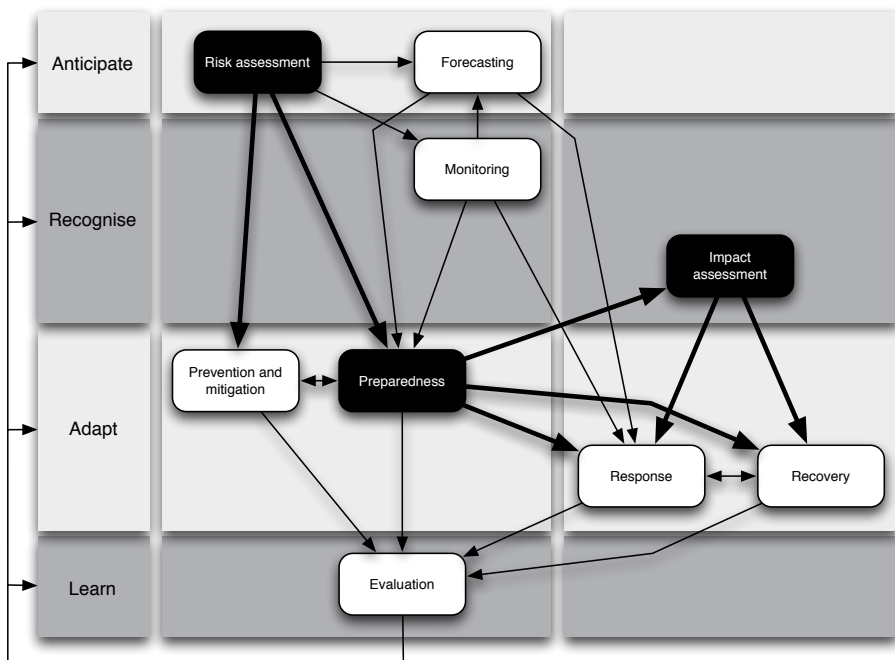 Anticipate
Risk assessment
Forecasting
Monitoring
Recognise
Impact
assessment
Prevention and
mitigation
Preparedness
Adapt
Response
Recovery
Evaluation
Learn